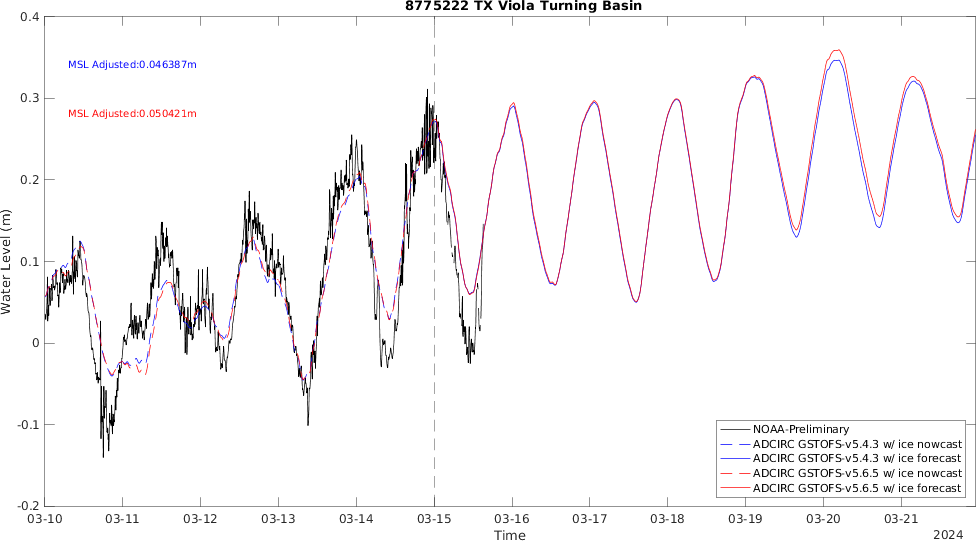 8775222 TX Viola Turning Basin
0.4
0.3
0.2
0.1
0
-0.1
-0.2
Water Level (m)
MSL Adjusted:0.046387m
MSL Adjusted:0.050421m
NOAA-Preliminary
ADCIRC GSTOFS-v5.4.3 w/ ice nowcast
ADCIRC GSTOFS-v5.4.3 w/ ice forecast
ADCIRC GSTOFS-v5.6.5 w/ ice nowcast
ADCIRC GSTOFS-v5.6.5 w/ ice forecast
03-10 03-11 03-12 03-13 03-14 03-15 03-16 03-17 03-18 03-19 03-20 03-21
Time
2024